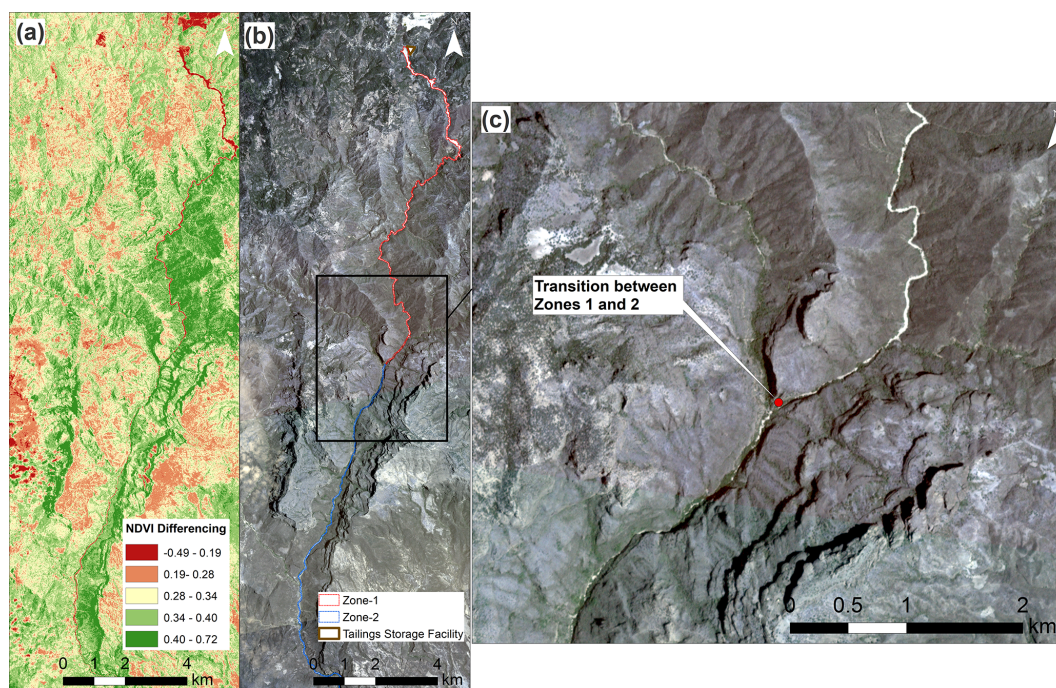 (a)
NDVI Differencing
-0.49 - 0.19
0.19- 0.28
0.28 - 0.34
0.34 - 0.40
0.40 - 0.72
0 2 4
km
(b)
N
Zone-1
Zone-2
Tailings Storage Facility
0 2 4
km
(c)
Transition between
Zones 1 and 2
0 0.5 1 2
km